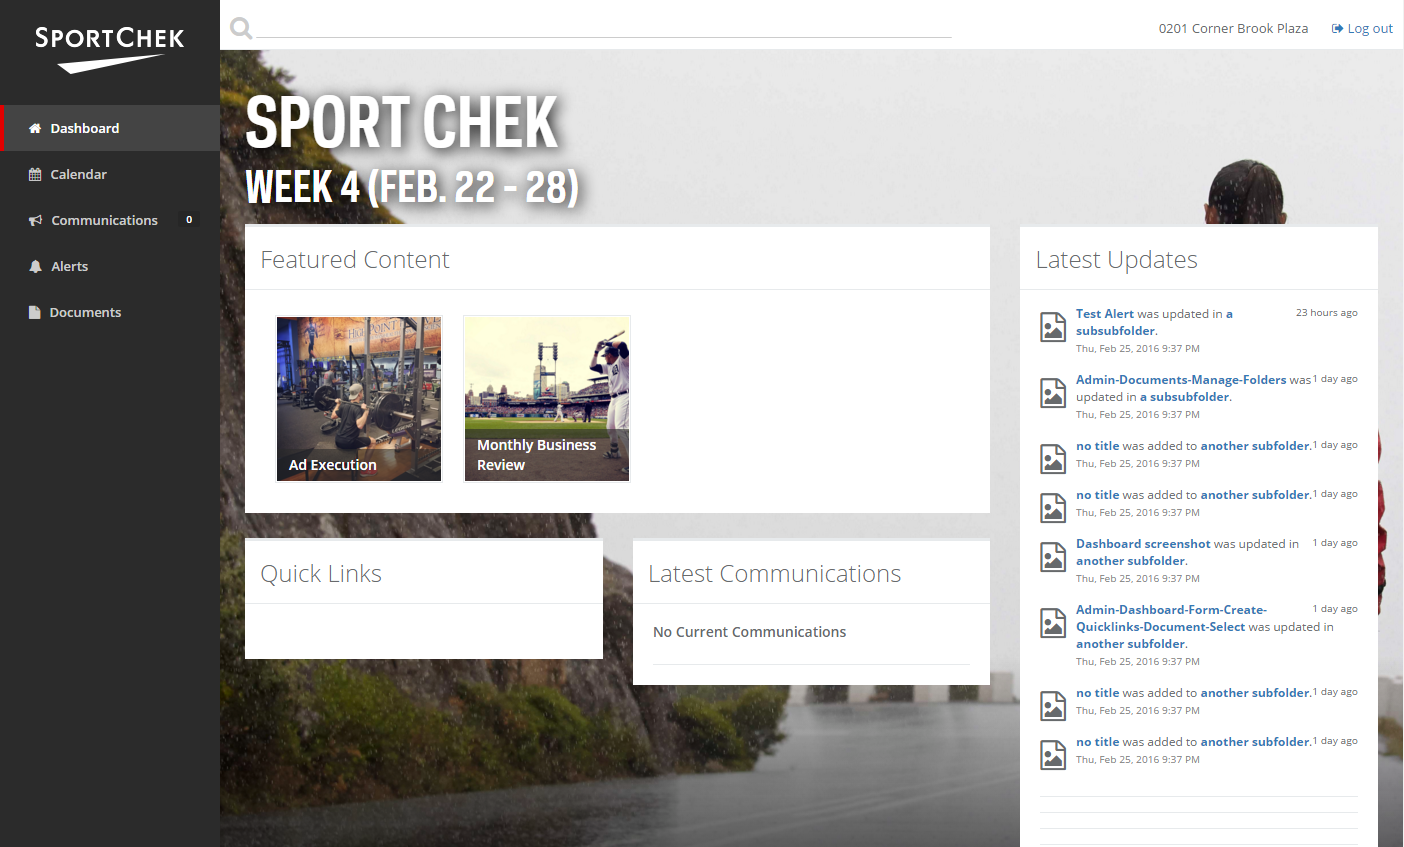 SPORTCHEK
0201 Corner Brook Plaza
Log out
Dashboard
Calendar
Communications 0
Alerts
Documents
SPORT CHEK
WEEK 4 (FEB. 22 - 28)
Featured Content
Ad Execution
Monthly Business
Review
Quick Links
Latest Communications
No Current Communications
Latest Updates
Test Alert was updated in a 23 hours ago
subsubfolder.
Thu, Feb 25, 2016 9:37 PM
Admin-Documents-Manage-Folders was 1 day ago
updated in a subsubfolder.
Thu, Feb 25, 2016 9:37 PM
no title was added to another subfolder. 1 day ago
Thu, Feb 25, 2016 9:37 PM
no title was added to another subfolder. 1 day ago
Thu, Feb 25, 2016 9:37 PM
Dashboard screenshot was updated in 1 day ago
another subfolder.
Thu, Feb 25, 2016 9:37 PM
Admin-Dashboard-Form-Create- 1 day ago
Quicklinks-Document-Select was updated in
another subfolder.
Thu, Feb 25, 2016 9:37 PM
no title was added to another subfolder. 1 day ago
Thu, Feb 25, 2016 9:37 PM
no title was added to another subfolder. 1 day ago
Thu, Feb 25, 2016 9:37 PM